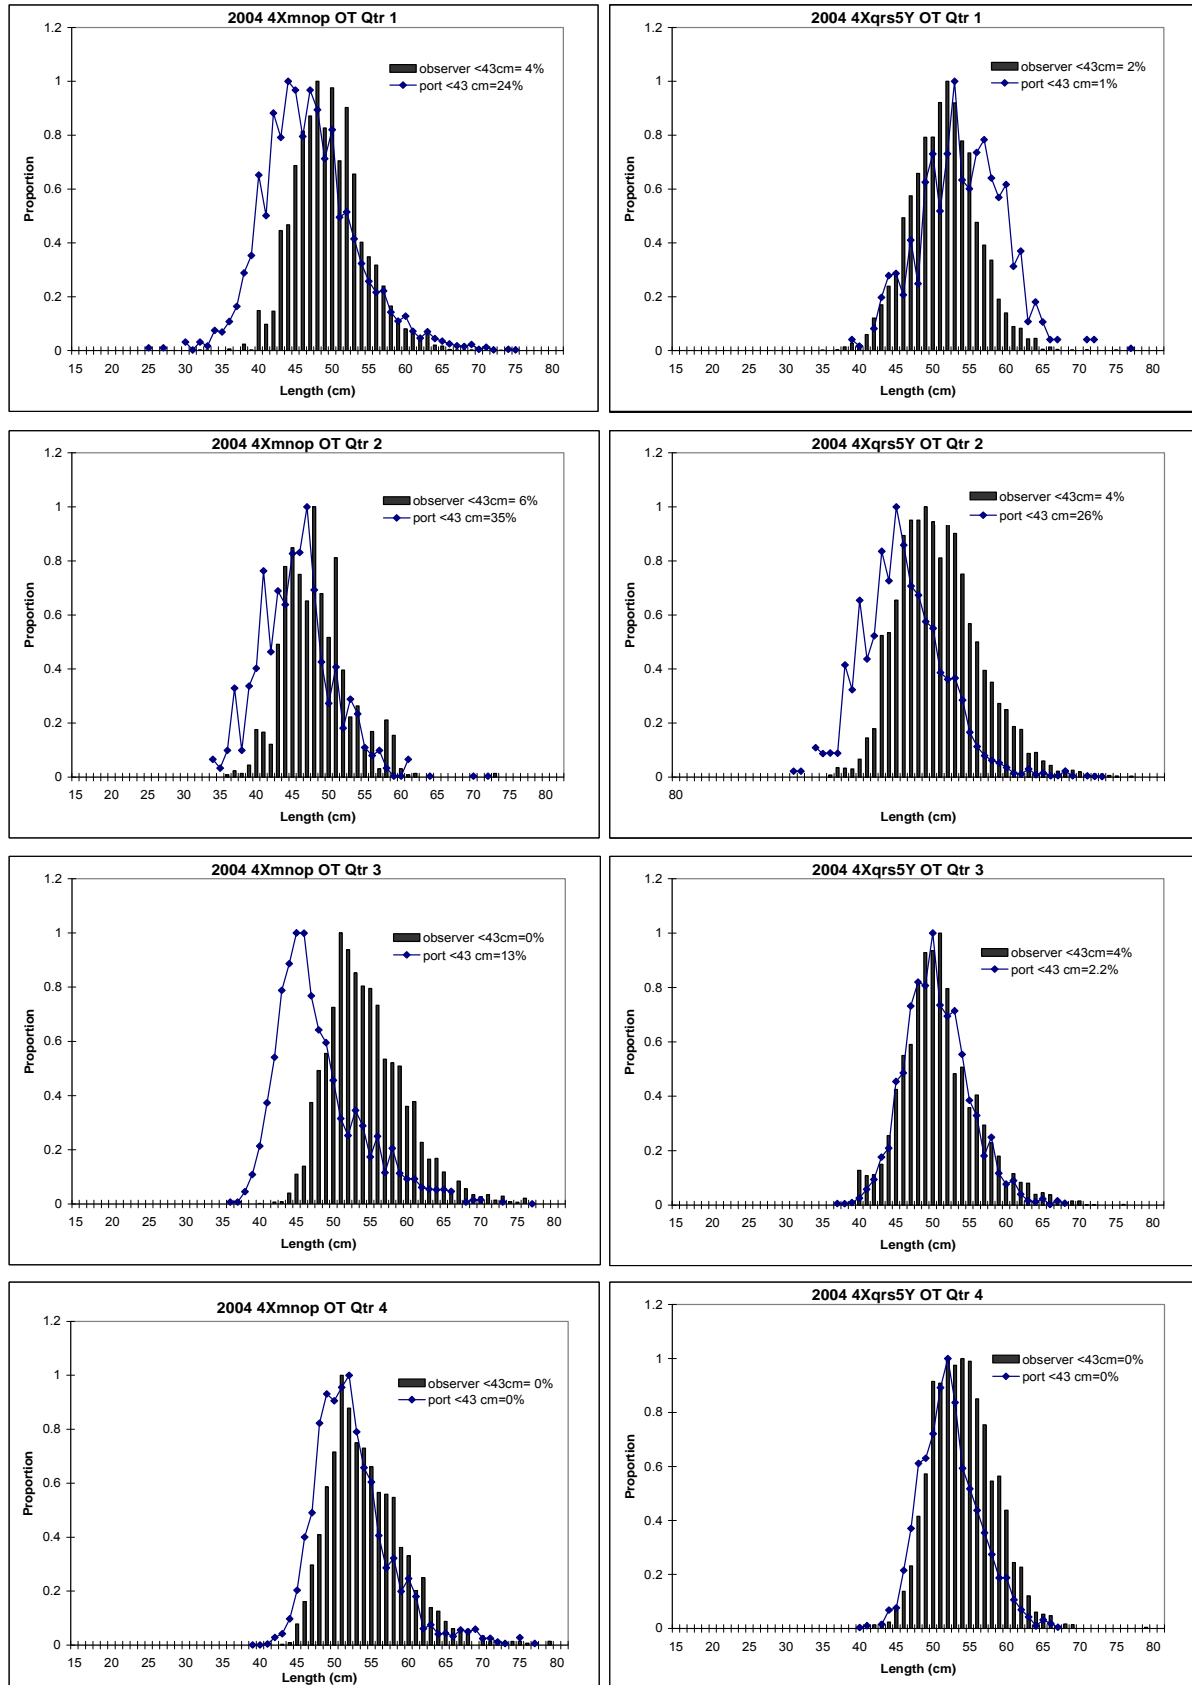 2004 4Xmnop OT Qtr 1
1.2
observer <43cm= 4%
port <43 cm=24%
1
0.8
Proportion
0.6
0.4
0.2
0
15 20 25 30 35 40 45 50 55 60 65 70 75 80
Length (cm)
2004 4Xqrs5Y OT Qtr 1
1.2
observer <43cm= 2%
port <43 cm=1%
1
0.8
Proportion
0.6
0.4
0.2
0
15 20 25 30 35 40 45 50 55 60 65 70 75 80
Length (cm)
2004 4Xmnop OT Qtr 2
1.2
observer <43cm= 6%
port <43 cm=35%
1
0.8
Proportion
0.6
0.4
0.2
0
15 20 25 30 35 40 45 50 55 60 65 70 75 80
Length (cm)
2004 4Xqrs5Y OT Qtr 2
1.2
observer <43cm= 4%
port <43 cm=26%
1
0.8
Proportion
0.6
0.4
0.2
0
80
Length (cm)
2004 4Xmnop OT Qtr 3
1.2
observer <43cm=0%
port <43 cm=13%
1
0.8
Proportion
0.6
0.4
0.2
0
15 20 25 30 35 40 45 50 55 60 65 70 75 80
Length (cm)
2004 4Xqrs5Y OT Qtr 3
1.2
observer <43cm=4%
port <43 cm=2.2%
1
0.8
Proportion
0.6
0.4
0.2
0
15 20 25 30 35 40 45 50 55 60 65 70 75 80
Length (cm)
2004 4Xmnop OT Qtr 4
1.2
observer <43cm= 0%
port <43 cm=0%
1
0.8
Proportion
0.6
0.4
0.2
0
15 20 25 30 35 40 45 50 55 60 65 70 75 80
Length (cm)
2004 4Xqrs5Y OT Qtr 4
1.2
observer <43cm=0%
port <43 cm=0%
1
0.8
Proportion
0.6
0.4
0.2
0
15 20 25 30 35 40 45 50 55 60 65 70 75 80
Length (cm)